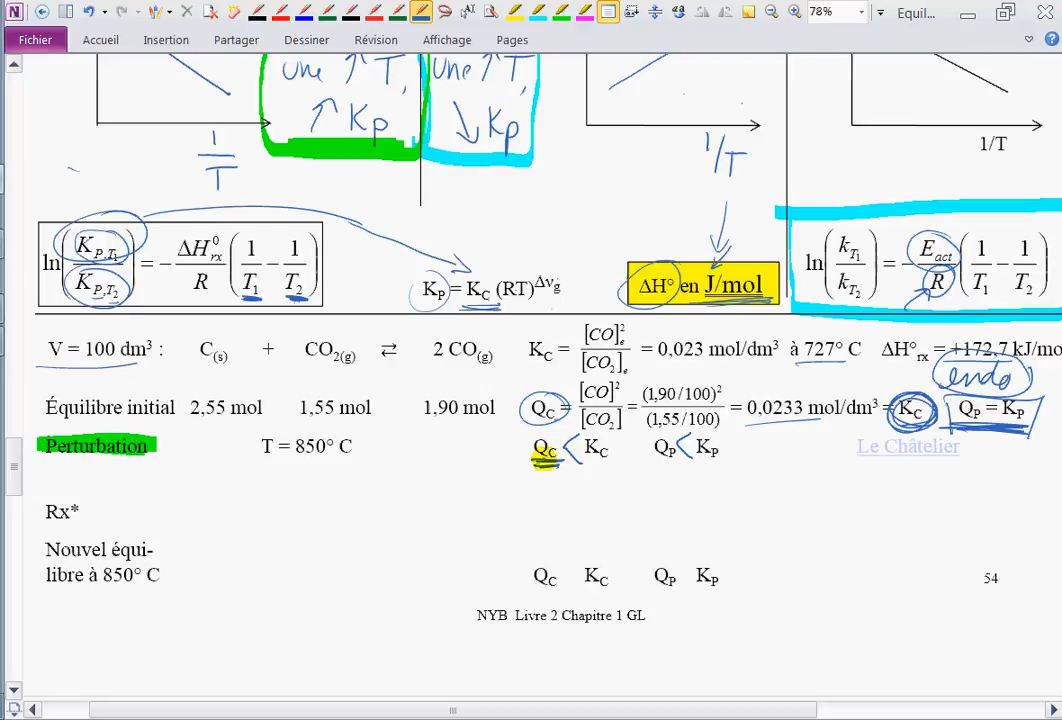 78%
Equil...
Fichier Accueil Insertion Partager Dessiner Révision Affichage Pages
Une ↑ T, Une ↑ T,
↑ Kp ↓ Kp
1/T 1/T 1/T
ln(K_P,T1 / K_P,T2) = − ΔH⁰_rx / R (1/T1 − 1/T2) K_P = K_C (RT)^Δνg ΔH° en J/mol ln(k_T1 / k_T2) = − E_act / R (1/T1 − 1/T2)
V = 100 dm³ : C(s) + CO2(g) ⇄ 2 CO(g) K_C = [CO]²_e / [CO2]_e = 0,023 mol/dm³ à 727° C ΔH°rx = +172,7 kJ/mo
endo
Équilibre initial 2,55 mol 1,55 mol 1,90 mol Q_C = [CO]² / [CO2] = (1,90/100)² / (1,55/100) = 0,0233 mol/dm³ = K_C Q_P = K_P
Perturbation T = 850° C Q_C < K_C Q_P < K_P Le Châtelier
Rx*
Nouvel équi-
libre à 850° C Q_C K_C Q_P K_P
54
NYB Livre 2 Chapitre 1 GL